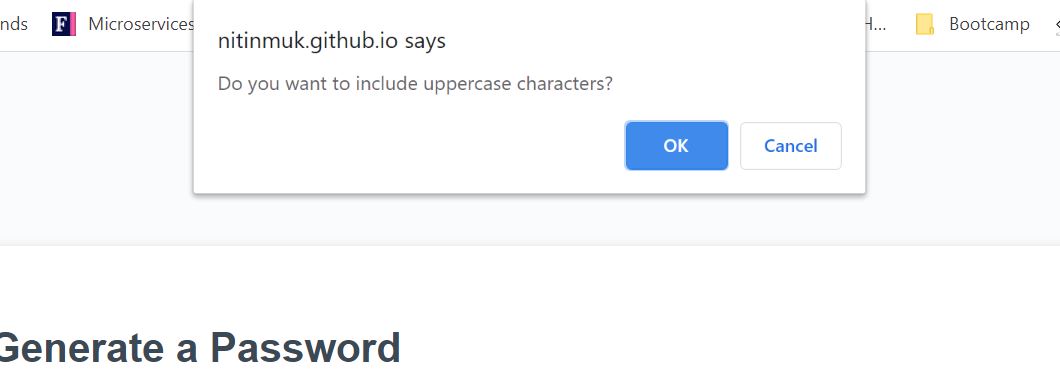 nds
F
Microservices
H...
Bootcamp
nitinmuk.github.io says
Do you want to include uppercase characters?
OK
Cancel
Generate a Password